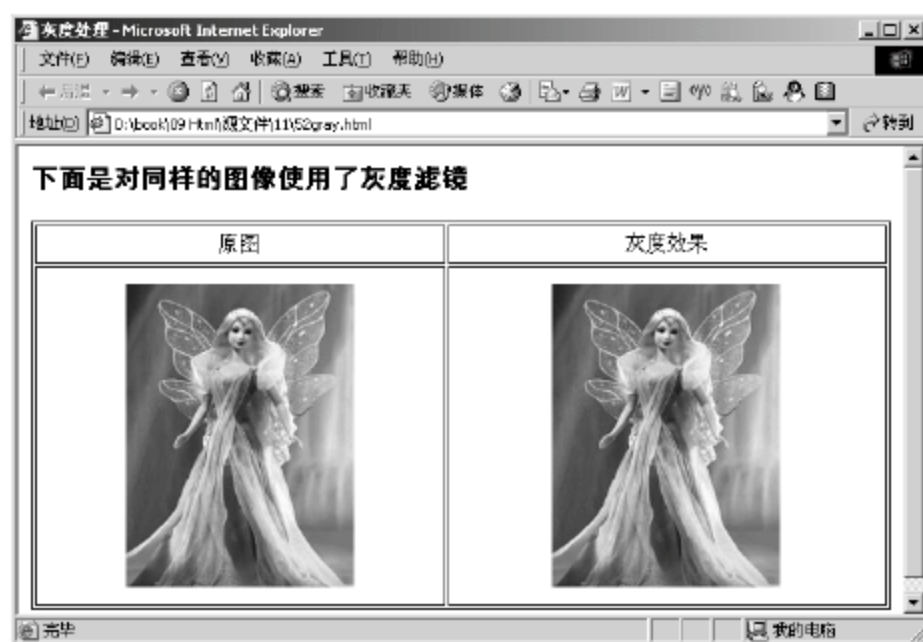 灰度处理 - Microsoft Internet Explorer
文件(F) 编辑(E) 查看(V) 收藏(A) 工具(T) 帮助(H)
后退 搜索 收藏夹 媒体
地址(D) D:\book\09 Html\源文件\11\52gray.html 转到
下面是对同样的图像使用了灰度滤镜
原图 灰度效果
完毕 我的电脑